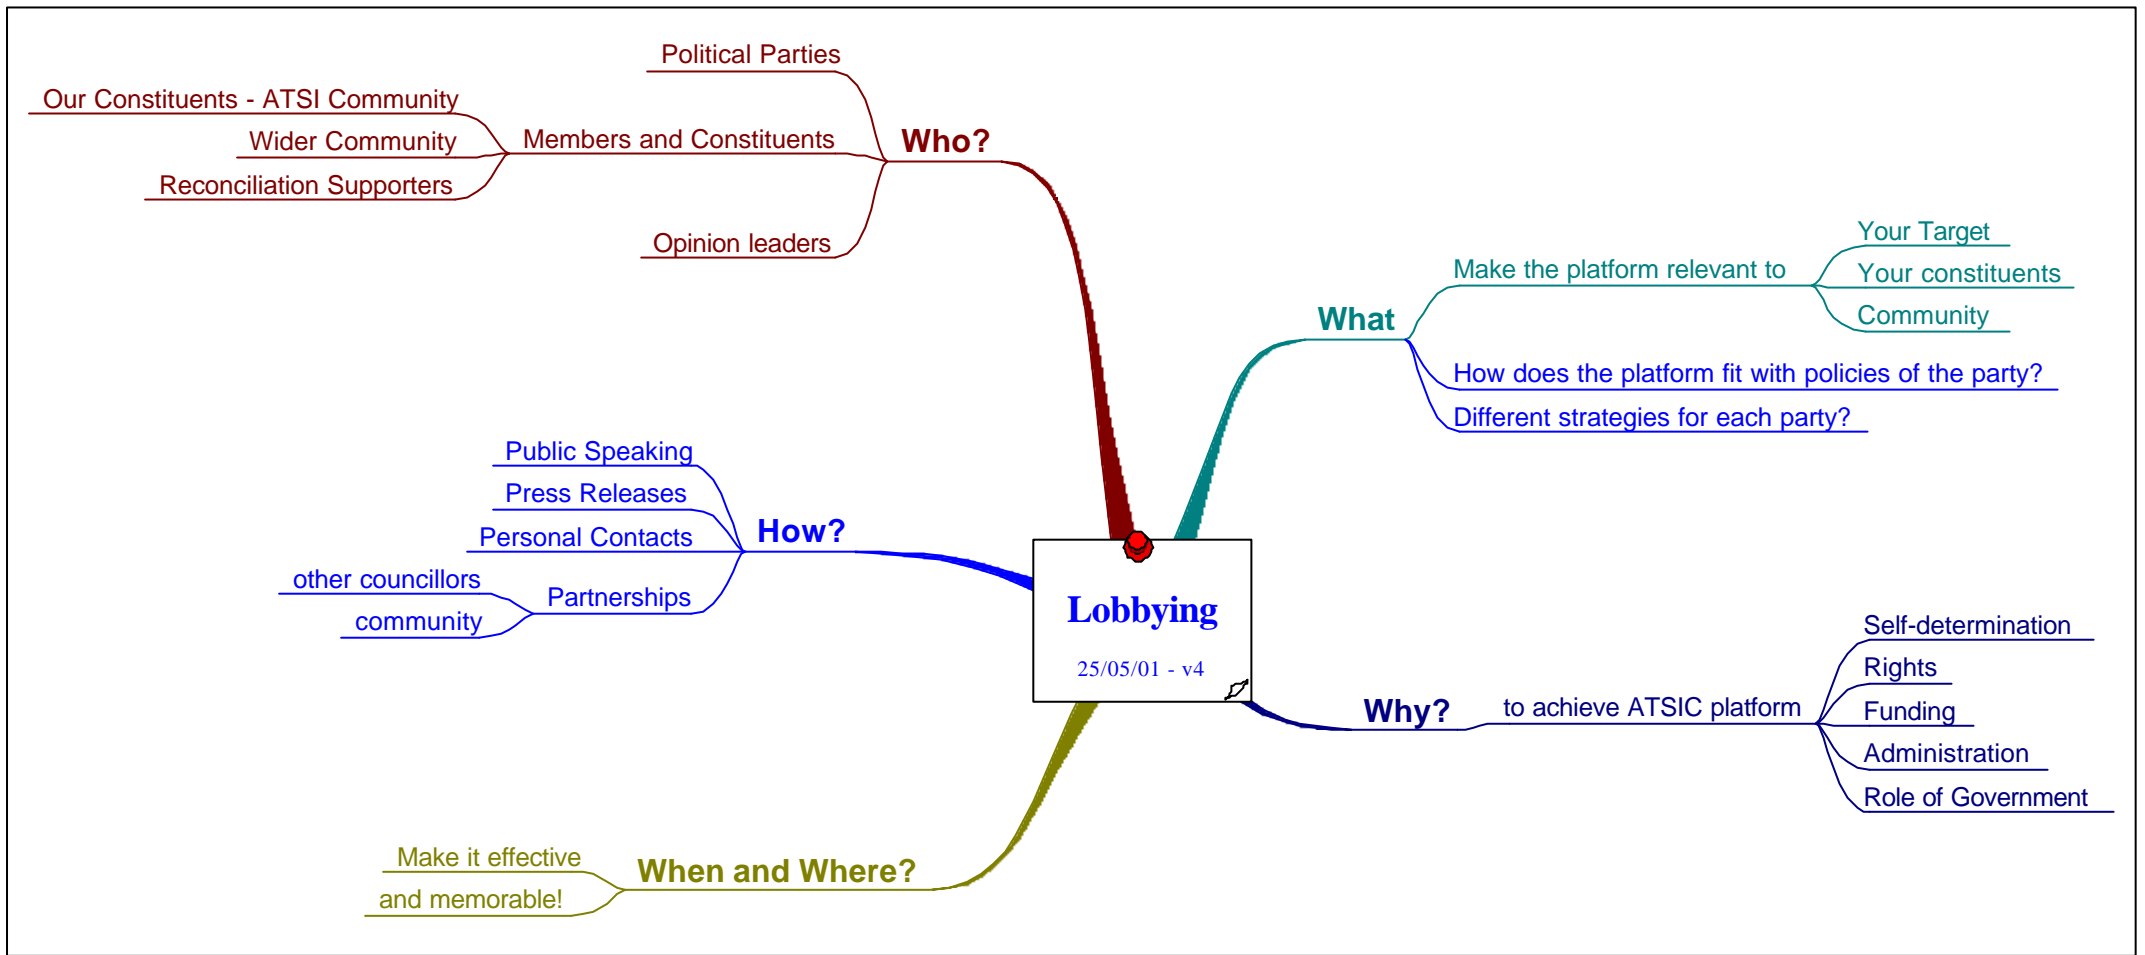 Political Parties
Our Constituents - ATSI Community
Wider Community
Reconciliation Supporters
Members and Constituents
Opinion leaders
Who?
What
Make the platform relevant to
Your Target
Your constituents
Community
How does the platform fit with policies of the party?
Different strategies for each party?
Public Speaking
Press Releases
Personal Contacts
Partnerships
other councillors
community
How?
Lobbying
25/05/01 - v4
Why?
to achieve ATSIC platform
Self-determination
Rights
Funding
Administration
Role of Government
Make it effective
and memorable!
When and Where?